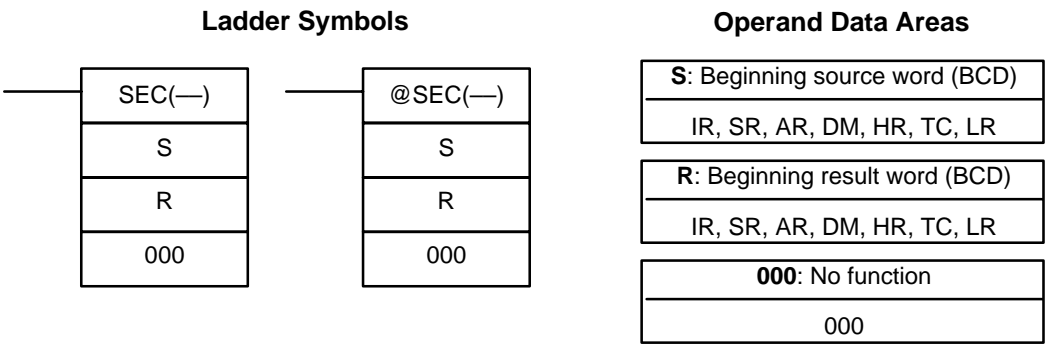 Ladder Symbols
SEC(––)
S
R
000
@SEC(––)
S
R
000
Operand Data Areas
S: Beginning source word (BCD)
IR, SR, AR, DM, HR, TC, LR
R: Beginning result word (BCD)
IR, SR, AR, DM, HR, TC, LR
000: No function
000